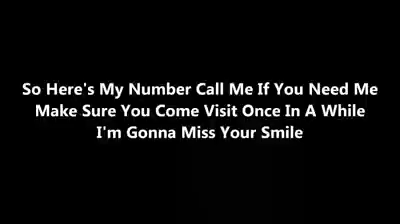 So Here's My Number Call Me If You Need Me
Make Sure You Come Visit Once In A While
I'm Gonna Miss Your Smile